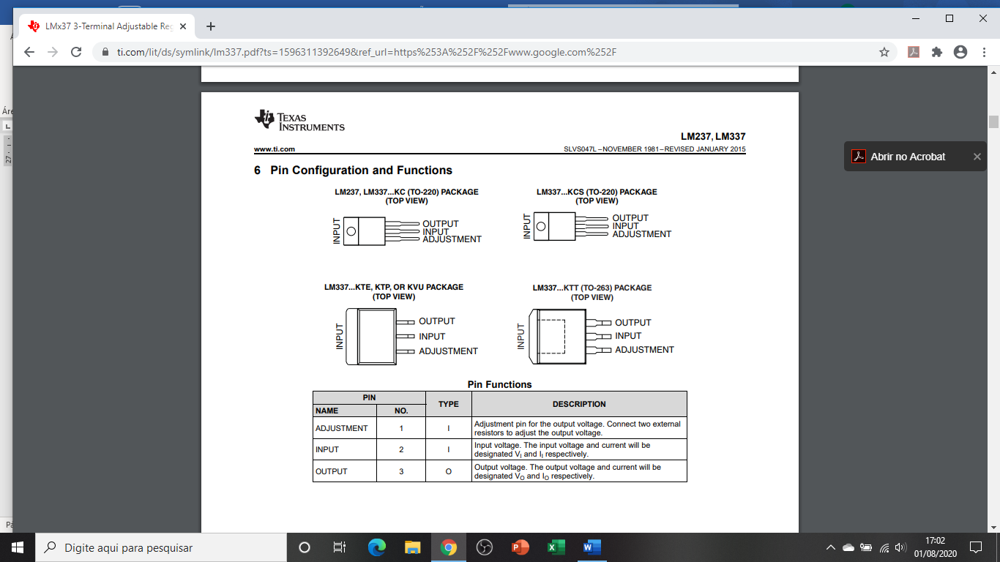 LMx37 3-Terminal Adjustable Reg
ti.com/lit/ds/symlink/lm337.pdf?ts=1596311392649&ref_url=https%253A%252F%252Fwww.google.com%252F
Abrir no Acrobat
TEXAS
INSTRUMENTS
LM237, LM337
www.ti.com
SLVS047L –NOVEMBER 1981–REVISED JANUARY 2015
6 Pin Configuration and Functions
LM237, LM337...KC (TO-220) PACKAGE
(TOP VIEW)
INPUT
OUTPUT
INPUT
ADJUSTMENT
LM337...KCS (TO-220) PACKAGE
(TOP VIEW)
INPUT
OUTPUT
INPUT
ADJUSTMENT
LM337...KTE, KTP, OR KVU PACKAGE
(TOP VIEW)
INPUT
OUTPUT
INPUT
ADJUSTMENT
LM337...KTT (TO-263) PACKAGE
(TOP VIEW)
INPUT
OUTPUT
INPUT
ADJUSTMENT
Pin Functions
PIN
TYPE
DESCRIPTION
NAME
NO.
ADJUSTMENT 1 I Adjustment pin for the output voltage. Connect two external
resistors to adjust the output voltage.
INPUT 2 I Input voltage. The input voltage and current will be
designated VI and II respectively.
OUTPUT 3 O Output voltage. The output voltage and current will be
designated VO and IO respectively.
Digite aqui para pesquisar
17:02
01/08/2020